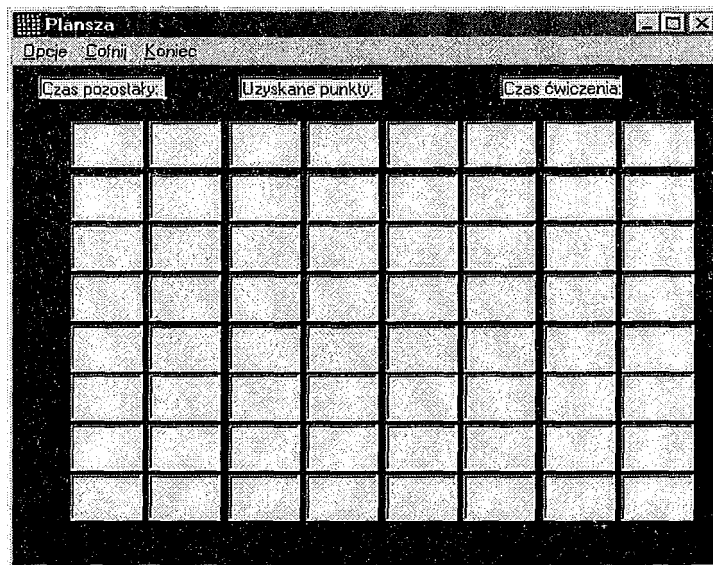 Plansza
Opcje Cofnij Koniec
Czas pozostały: Uzyskane punkty: Czas ćwiczenia: